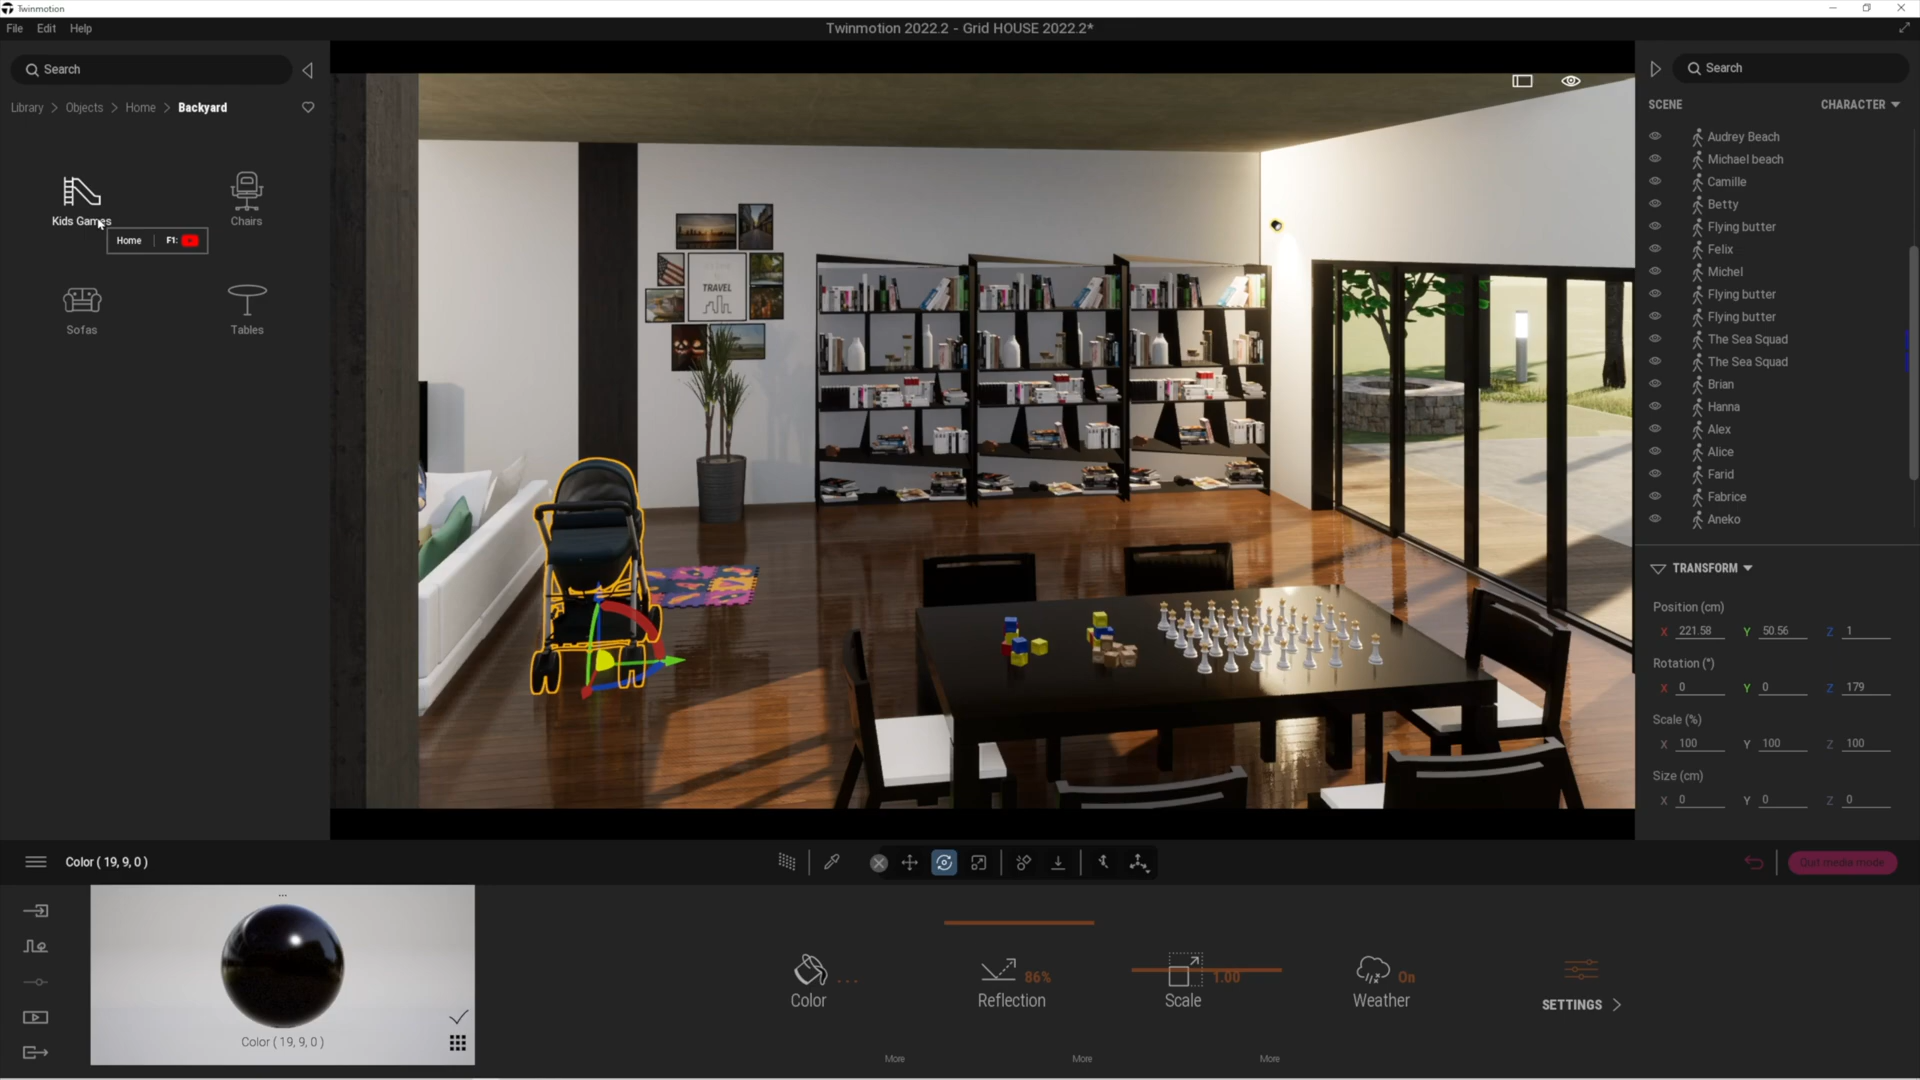 Twinmotion
File Edit Help
Twinmotion 2022.2 - Grid HOUSE 2022.2*
Search
Library > Objects > Home > Backyard
Kids Games
Chairs
Home F1:
Sofas
Tables
TRAVEL
Search
SCENE
CHARACTER
Audrey Beach
Michael beach
Camille
Betty
Flying butter
Felix
Michel
Flying butter
Flying butter
The Sea Squad
The Sea Squad
Brian
Hanna
Alex
Alice
Farid
Fabrice
Aneko
TRANSFORM
Position (cm)
X 221.58 Y 50.56 Z 1
Rotation (°)
X 0 Y 0 Z 179
Scale (%)
X 100 Y 100 Z 100
Size (cm)
X 0 Y 0 Z 0
Color ( 19, 9, 0 )
Quit media mode
...
Color ( 19, 9, 0 )
Color ...
Reflection 86%
Scale 1.00
Weather On
SETTINGS >
More
More
More